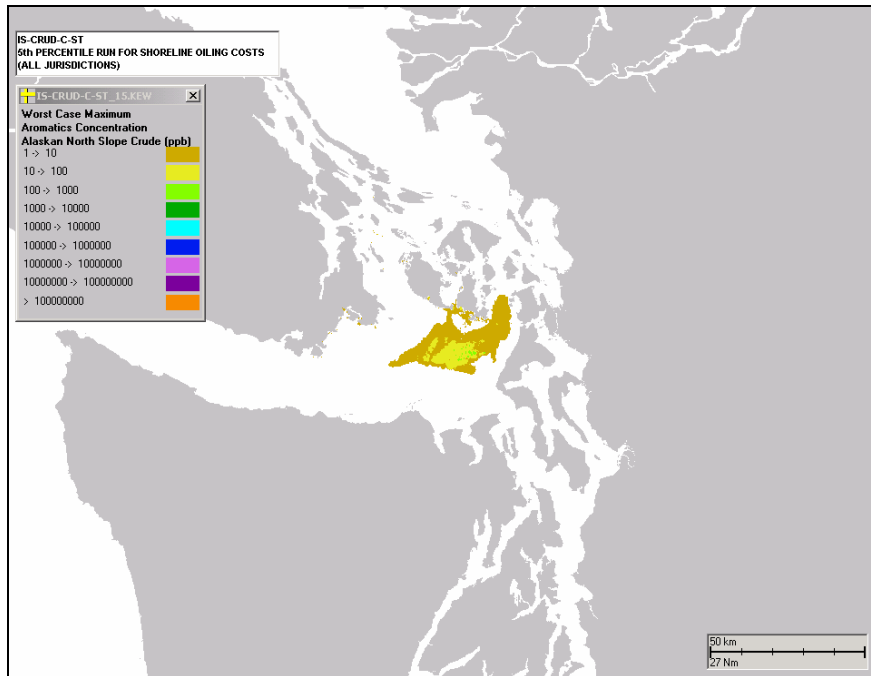 IS-CRUD-C-ST
5th PERCENTILE RUN FOR SHORELINE OILING COSTS
(ALL JURISDICTIONS)
IS-CRUD-C-ST_15.KEW
Worst Case Maximum
Aromatics Concentration
Alaskan North Slope Crude (ppb)
1 -> 10
10 -> 100
100 -> 1000
1000 -> 10000
10000 -> 100000
100000 -> 1000000
1000000 -> 10000000
10000000 -> 100000000
> 100000000
50 km
27 Nm